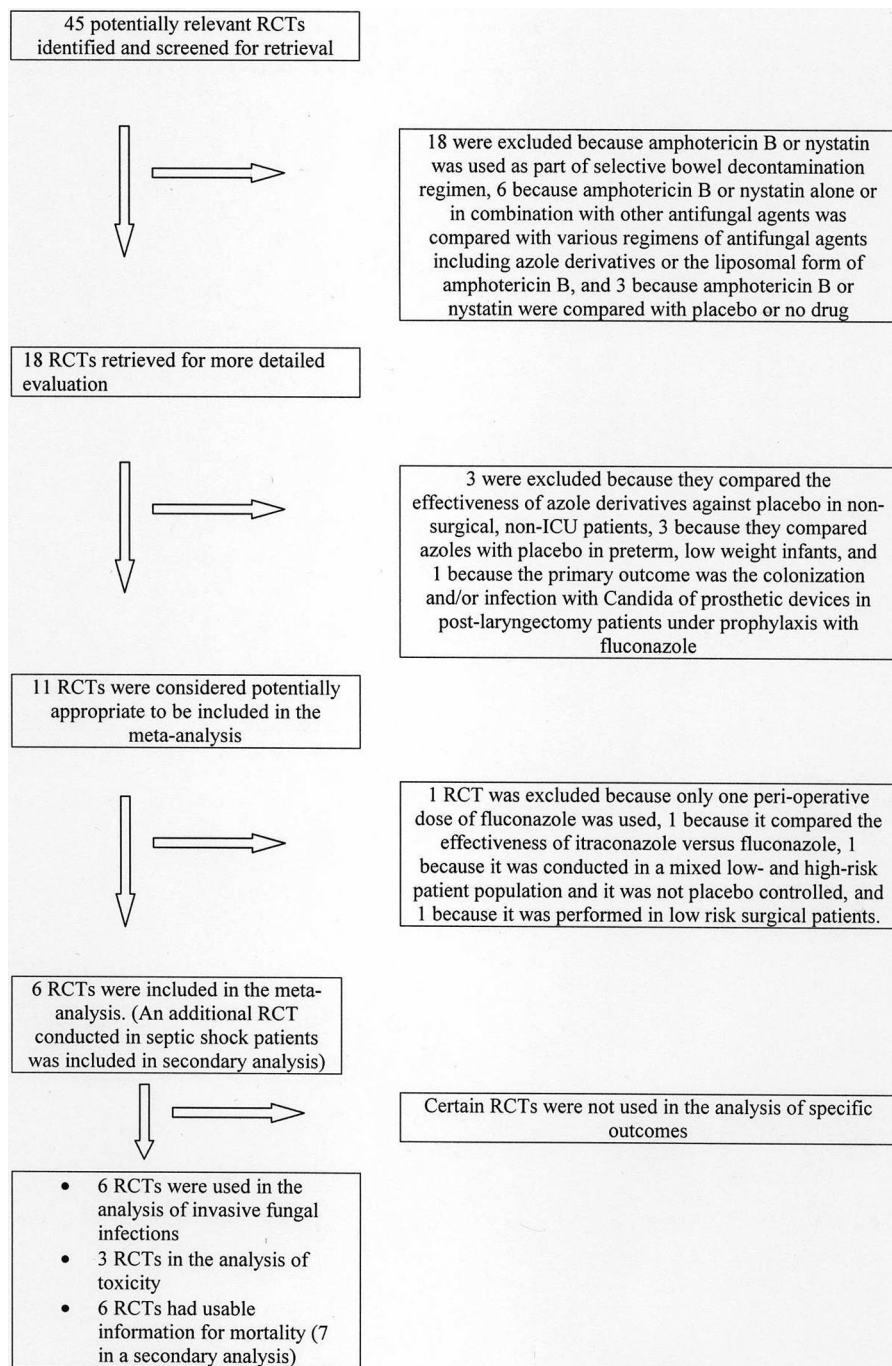 45 potentially relevant RCTs
identified and screened for retrieval
18 were excluded because amphotericin B or nystatin
was used as part of selective bowel decontamination
regimen, 6 because amphotericin B or nystatin alone or
in combination with other antifungal agents was
compared with various regimens of antifungal agents
including azole derivatives or the liposomal form of
amphotericin B, and 3 because amphotericin B or
nystatin were compared with placebo or no drug
18 RCTs retrieved for more detailed
evaluation
3 were excluded because they compared the
effectiveness of azole derivatives against placebo in non-
surgical, non-ICU patients, 3 because they compared
azoles with placebo in preterm, low weight infants, and
1 because the primary outcome was the colonization
and/or infection with Candida of prosthetic devices in
post-laryngectomy patients under prophylaxis with
fluconazole
11 RCTs were considered potentially
appropriate to be included in the
meta-analysis
1 RCT was excluded because only one peri-operative
dose of fluconazole was used, 1 because it compared the
effectiveness of itraconazole versus fluconazole, 1
because it was conducted in a mixed low- and high-risk
patient population and it was not placebo controlled, and
1 because it was performed in low risk surgical patients.
6 RCTs were included in the meta-
analysis. (An additional RCT
conducted in septic shock patients
was included in secondary analysis)
Certain RCTs were not used in the analysis of specific
outcomes
• 6 RCTs were used in the
analysis of invasive fungal
infections
• 3 RCTs in the analysis of
toxicity
• 6 RCTs had usable
information for mortality (7
in a secondary analysis)